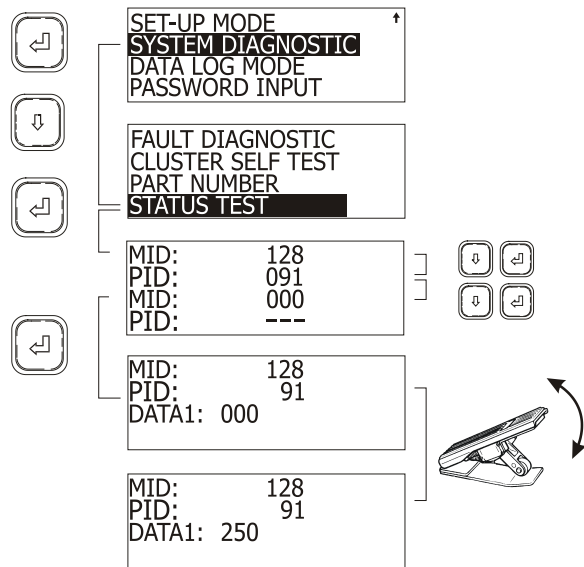 SET-UP MODE
SYSTEM DIAGNOSTIC
DATA LOG MODE
PASSWORD INPUT
FAULT DIAGNOSTIC
CLUSTER SELF TEST
PART NUMBER
STATUS TEST
MID: 128
PID: 091
MID: 000
PID: ---
MID: 128
PID: 91
DATA1: 000
MID: 128
PID: 91
DATA1: 250